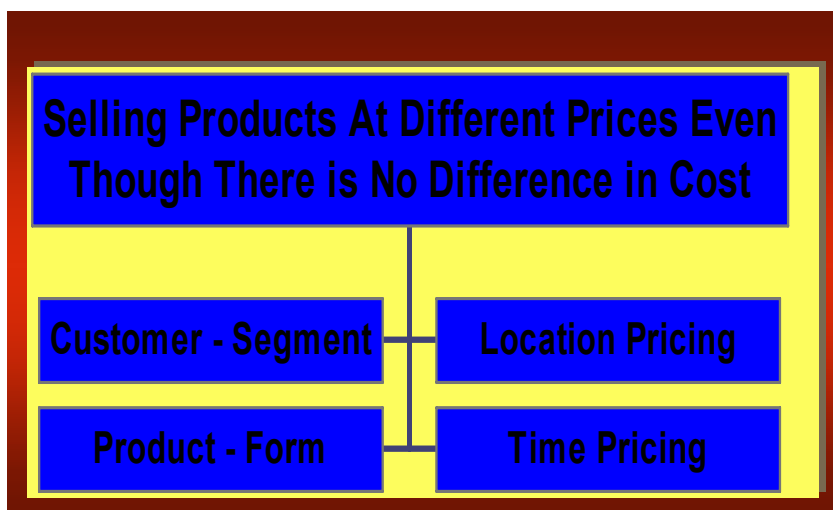 Selling Products At Different Prices Even
Though There is No Difference in Cost
Customer - Segment
Location Pricing
Product - Form
Time Pricing